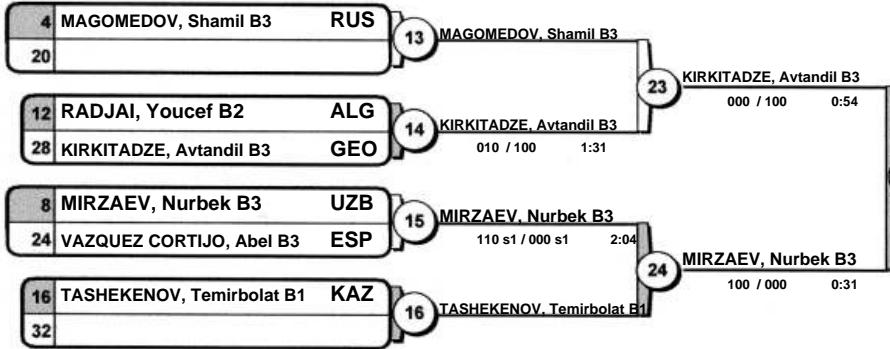 4 MAGOMEDOV, Shamil B3 RUS
20
13 MAGOMEDOV, Shamil B3
12 RADJAI, Youcef B2 ALG
28 KIRKITADZE, Avtandil B3 GEO
14 KIRKITADZE, Avtandil B3
010 / 100 1:31
23 KIRKITADZE, Avtandil B3
000 / 100 0:54
8 MIRZAEV, Nurbek B3 UZB
24 VAZQUEZ CORTIJO, Abel B3 ESP
15 MIRZAEV, Nurbek B3
110 s1 / 000 s1 2:04
16 TASHEKENOV, Temirbolat B1 KAZ
32
16 TASHEKENOV, Temirbolat B1
24 MIRZAEV, Nurbek B3
100 / 000 0:31